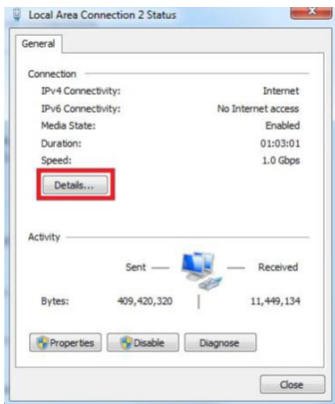 Local Area Connection 2 Status
General
Connection
IPv4 Connectivity: Internet
IPv6 Connectivity: No Internet access
Media State: Enabled
Duration: 01:03:01
Speed: 1.0 Gbps
Details...
Activity
Sent Received
Bytes: 409,420,320 11,449,134
Properties Disable Diagnose
Close